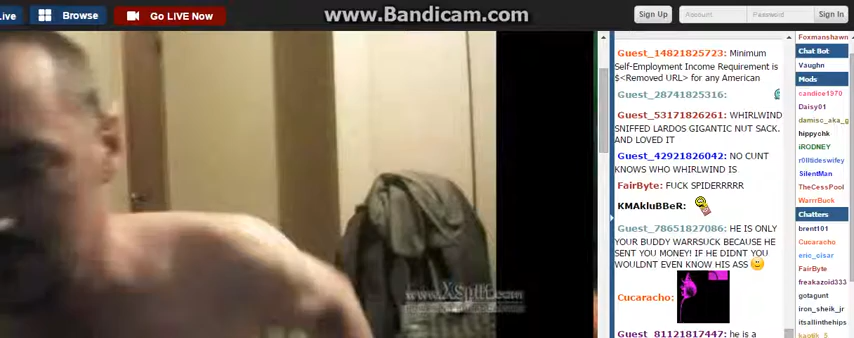 Live
Browse
Go LIVE Now
www.Bandicam.com
Sign Up
Account
Password
Sign In
www.XSplit.com
Guest_14821825723: Minimum
Self-Employment Income Requirement is
$<Removed URL> for any American
Guest_28741825316:
Guest_53171826261: WHIRLWIND
SNIFFED LARDOS GIGANTIC NUT SACK.
AND LOVED IT
Guest_42921826042: NO CUNT
KNOWS WHO WHIRLWIND IS
FairByte: FUCK SPIDERRRRR
KMAkluBBeR:
Guest_78651827086: HE IS ONLY
YOUR BUDDY WARRSUCK BECAUSE HE
SENT YOU MONEY! IF HE DIDNT YOU
WOULDNT EVEN KNOW HIS ASS
Cucaracho:
Guest_81121817447: he is a
Foxmanshawn
Chat Bot
Vaughn
Mods
candice1970
Daisy01
damisc_aka_g
hippychk
iRODNEY
r0lltideswifey
SilentMan
TheCessPool
WarrrBuck
Chatters
brent101
Cucaracho
eric_cisar
FairByte
freakazoid333
gotagunt
iron_sheik_jr
itsallinthehips
kaotik_5